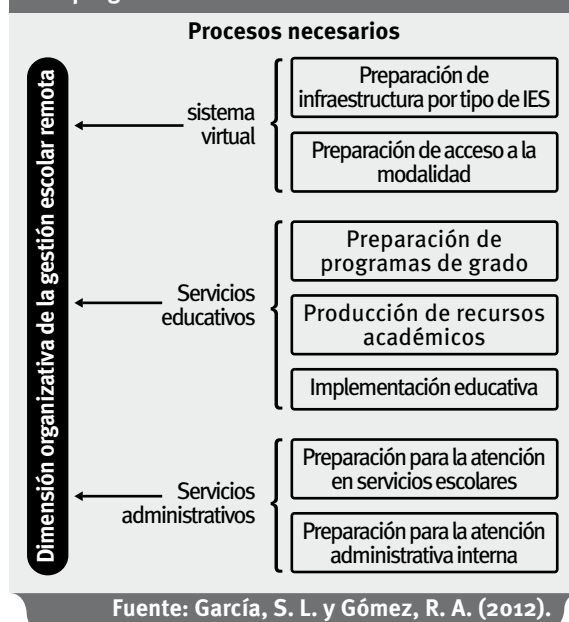 Procesos necesarios
Dimensión organizativa de la gestión escolar remota
sistema
virtual
Preparación de
infraestructura por tipo de IES
Preparación de acceso a la
modalidad
Servicios
educativos
Preparación de
programas de grado
Producción de recursos
académicos
Implementación educativa
Servicios
administrativos
Preparación para la atención
en servicios escolares
Preparación para la atención
administrativa interna
Fuente: García, S. L. y Gómez, R. A. (2012).